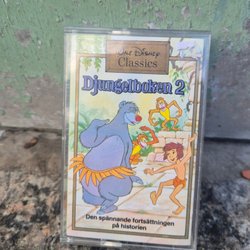 WALT DISNEY
Classics
Djungelboken 2
Den spännande fortsättningen
på historien